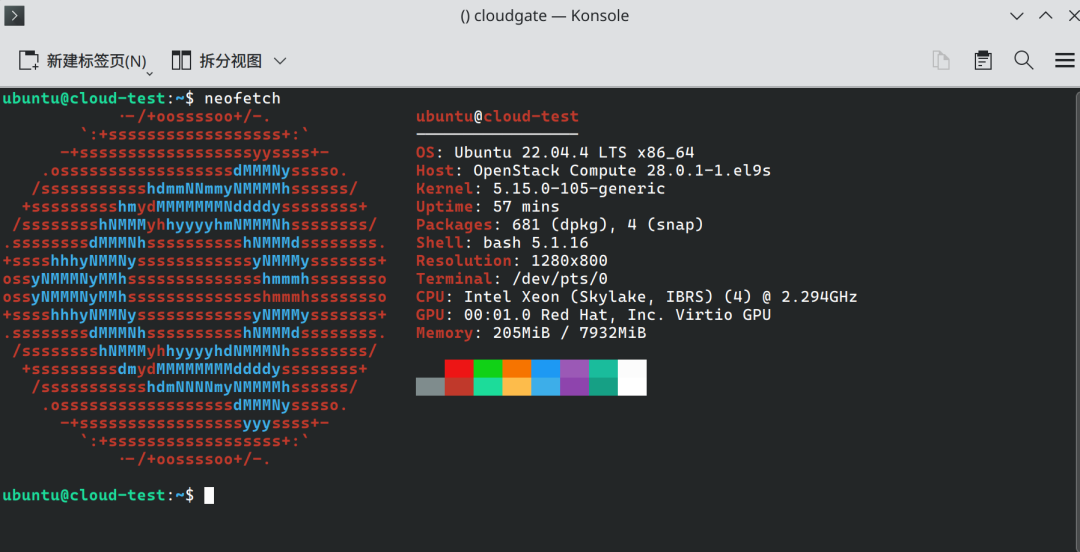 () cloudgate — Konsole
新建标签页(N) 拆分视图
ubuntu@cloud-test:~$ neofetch
.-/+oossssoo+/-. ubuntu@cloud-test
`:+ssssssssssssssssss+:` -----------------
-+ssssssssssssssssssyyssss+- OS: Ubuntu 22.04.4 LTS x86_64
.ossssssssssssssssssdMMMNysssso. Host: OpenStack Compute 28.0.1-1.el9s
/ssssssssssshdmmNNmmyNMMMMhssssss/ Kernel: 5.15.0-105-generic
+ssssssssshmydMMMMMMMNddddyssssssss+ Uptime: 57 mins
/sssssssshNMMMyhhyyyyhmNMMMNhssssssss/ Packages: 681 (dpkg), 4 (snap)
.ssssssssdMMMNhsssssssssshNMMMdssssssss. Shell: bash 5.1.16
+sssshhhyNMMNyssssssssssssyNMMMysssssss+ Resolution: 1280x800
ossyNMMMNyMMhsssssssssssssshmmmhssssssso Terminal: /dev/pts/0
ossyNMMMNyMMhsssssssssssssshmmmhssssssso CPU: Intel Xeon (Skylake, IBRS) (4) @ 2.294GHz
+sssshhhyNMMNyssssssssssssyNMMMysssssss+ GPU: 00:01.0 Red Hat, Inc. Virtio GPU
.ssssssssdMMMNhsssssssssshNMMMdssssssss. Memory: 205MiB / 7932MiB
/sssssssshNMMMyhhyyyyhdNMMMNhssssssss/
+sssssssssdmydMMMMMMMMddddyssssssss+
/ssssssssssshdmNNNNmyNMMMMhssssss/
.ossssssssssssssssssdMMMNysssso.
-+sssssssssssssssssyyyssss+-
`:+ssssssssssssssssss+:`
.-/+oossssoo+/-.
ubuntu@cloud-test:~$